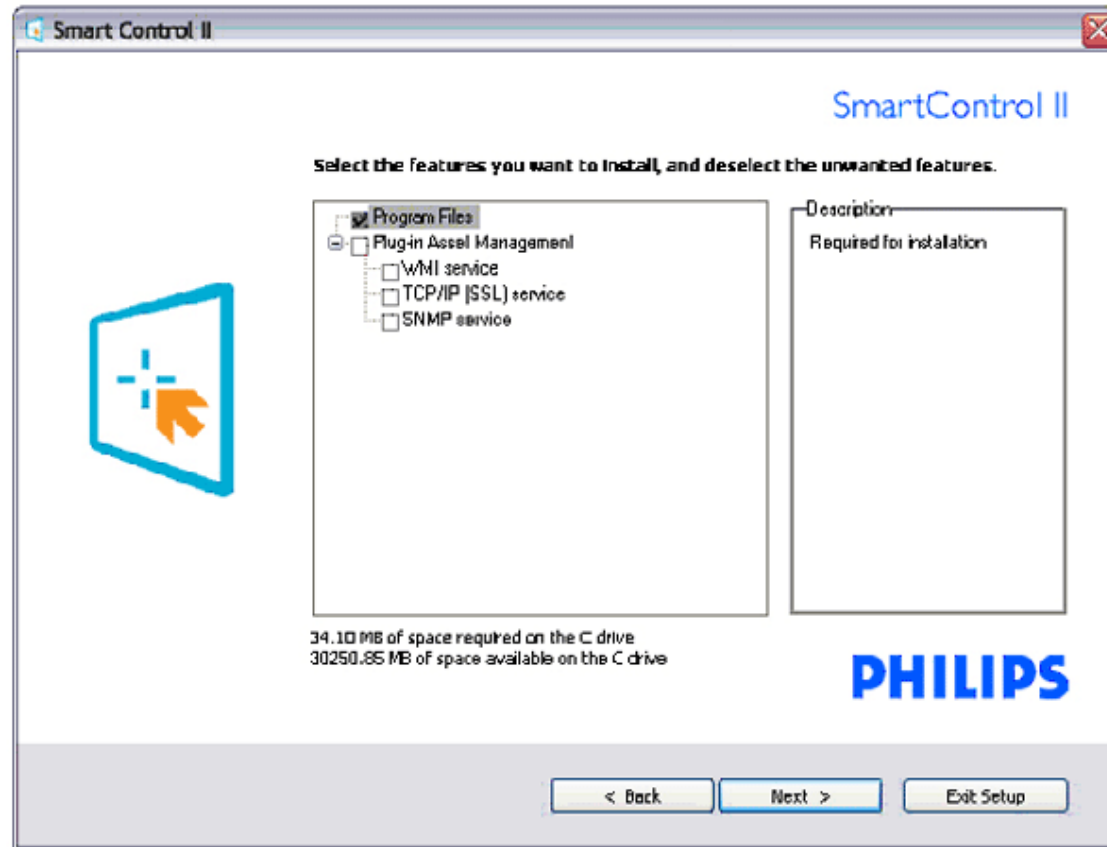 Smart Control II
SmartControl II
Select the features you want to install, and deselect the unwanted features.
Program Files
Plug-in Asset Management
WMI service
TCP/IP (SSL) service
SNMP service
Description
Required for installation
34.10 MB of space required on the C drive
30250.85 MB of space available on the C drive
PHILIPS
< Back
Next >
Exit Setup